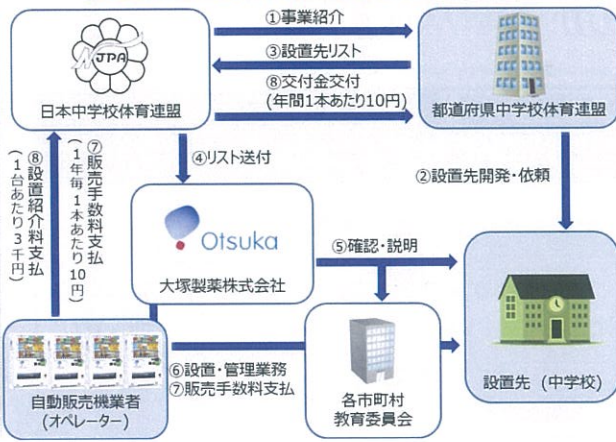 ①事業紹介
③設置先リスト
⑧交付金交付
(年間1本あたり10円)
NJPA
日本中学校体育連盟
都道府県中学校体育連盟
⑦販売手数料支払
(1年毎1本あたり10円)
⑧設置紹介料支払
(1台あたり3千円)
④リスト送付
②設置先開発・依頼
Otsuka
大塚製薬株式会社
⑤確認・説明
⑥設置・管理業務
⑦販売手数料支払
自動販売機業者
(オペレーター)
各市町村
教育委員会
設置先(中学校)